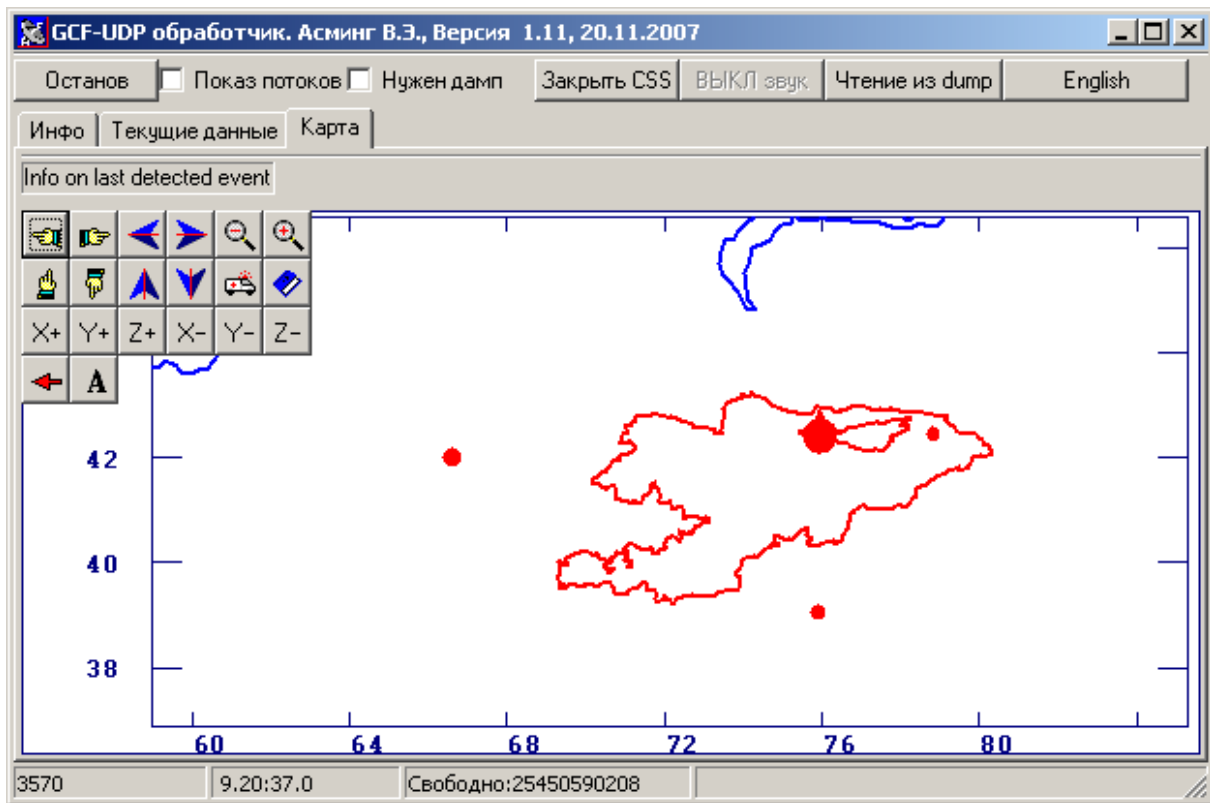 GCF-UDP обработчик. Асминг В.Э., Версия 1.11, 20.11.2007
Останов Показ потоков Нужен дамп Закрыть CSS ВЫКЛ звук Чтение из dump English
Инфо Текущие данные Карта
Info on last detected event
X+ Y+ Z+ X- Y- Z-
A
42
40
38
60 64 68 72 76 80
3570 9.20:37.0 Свободно:25450590208